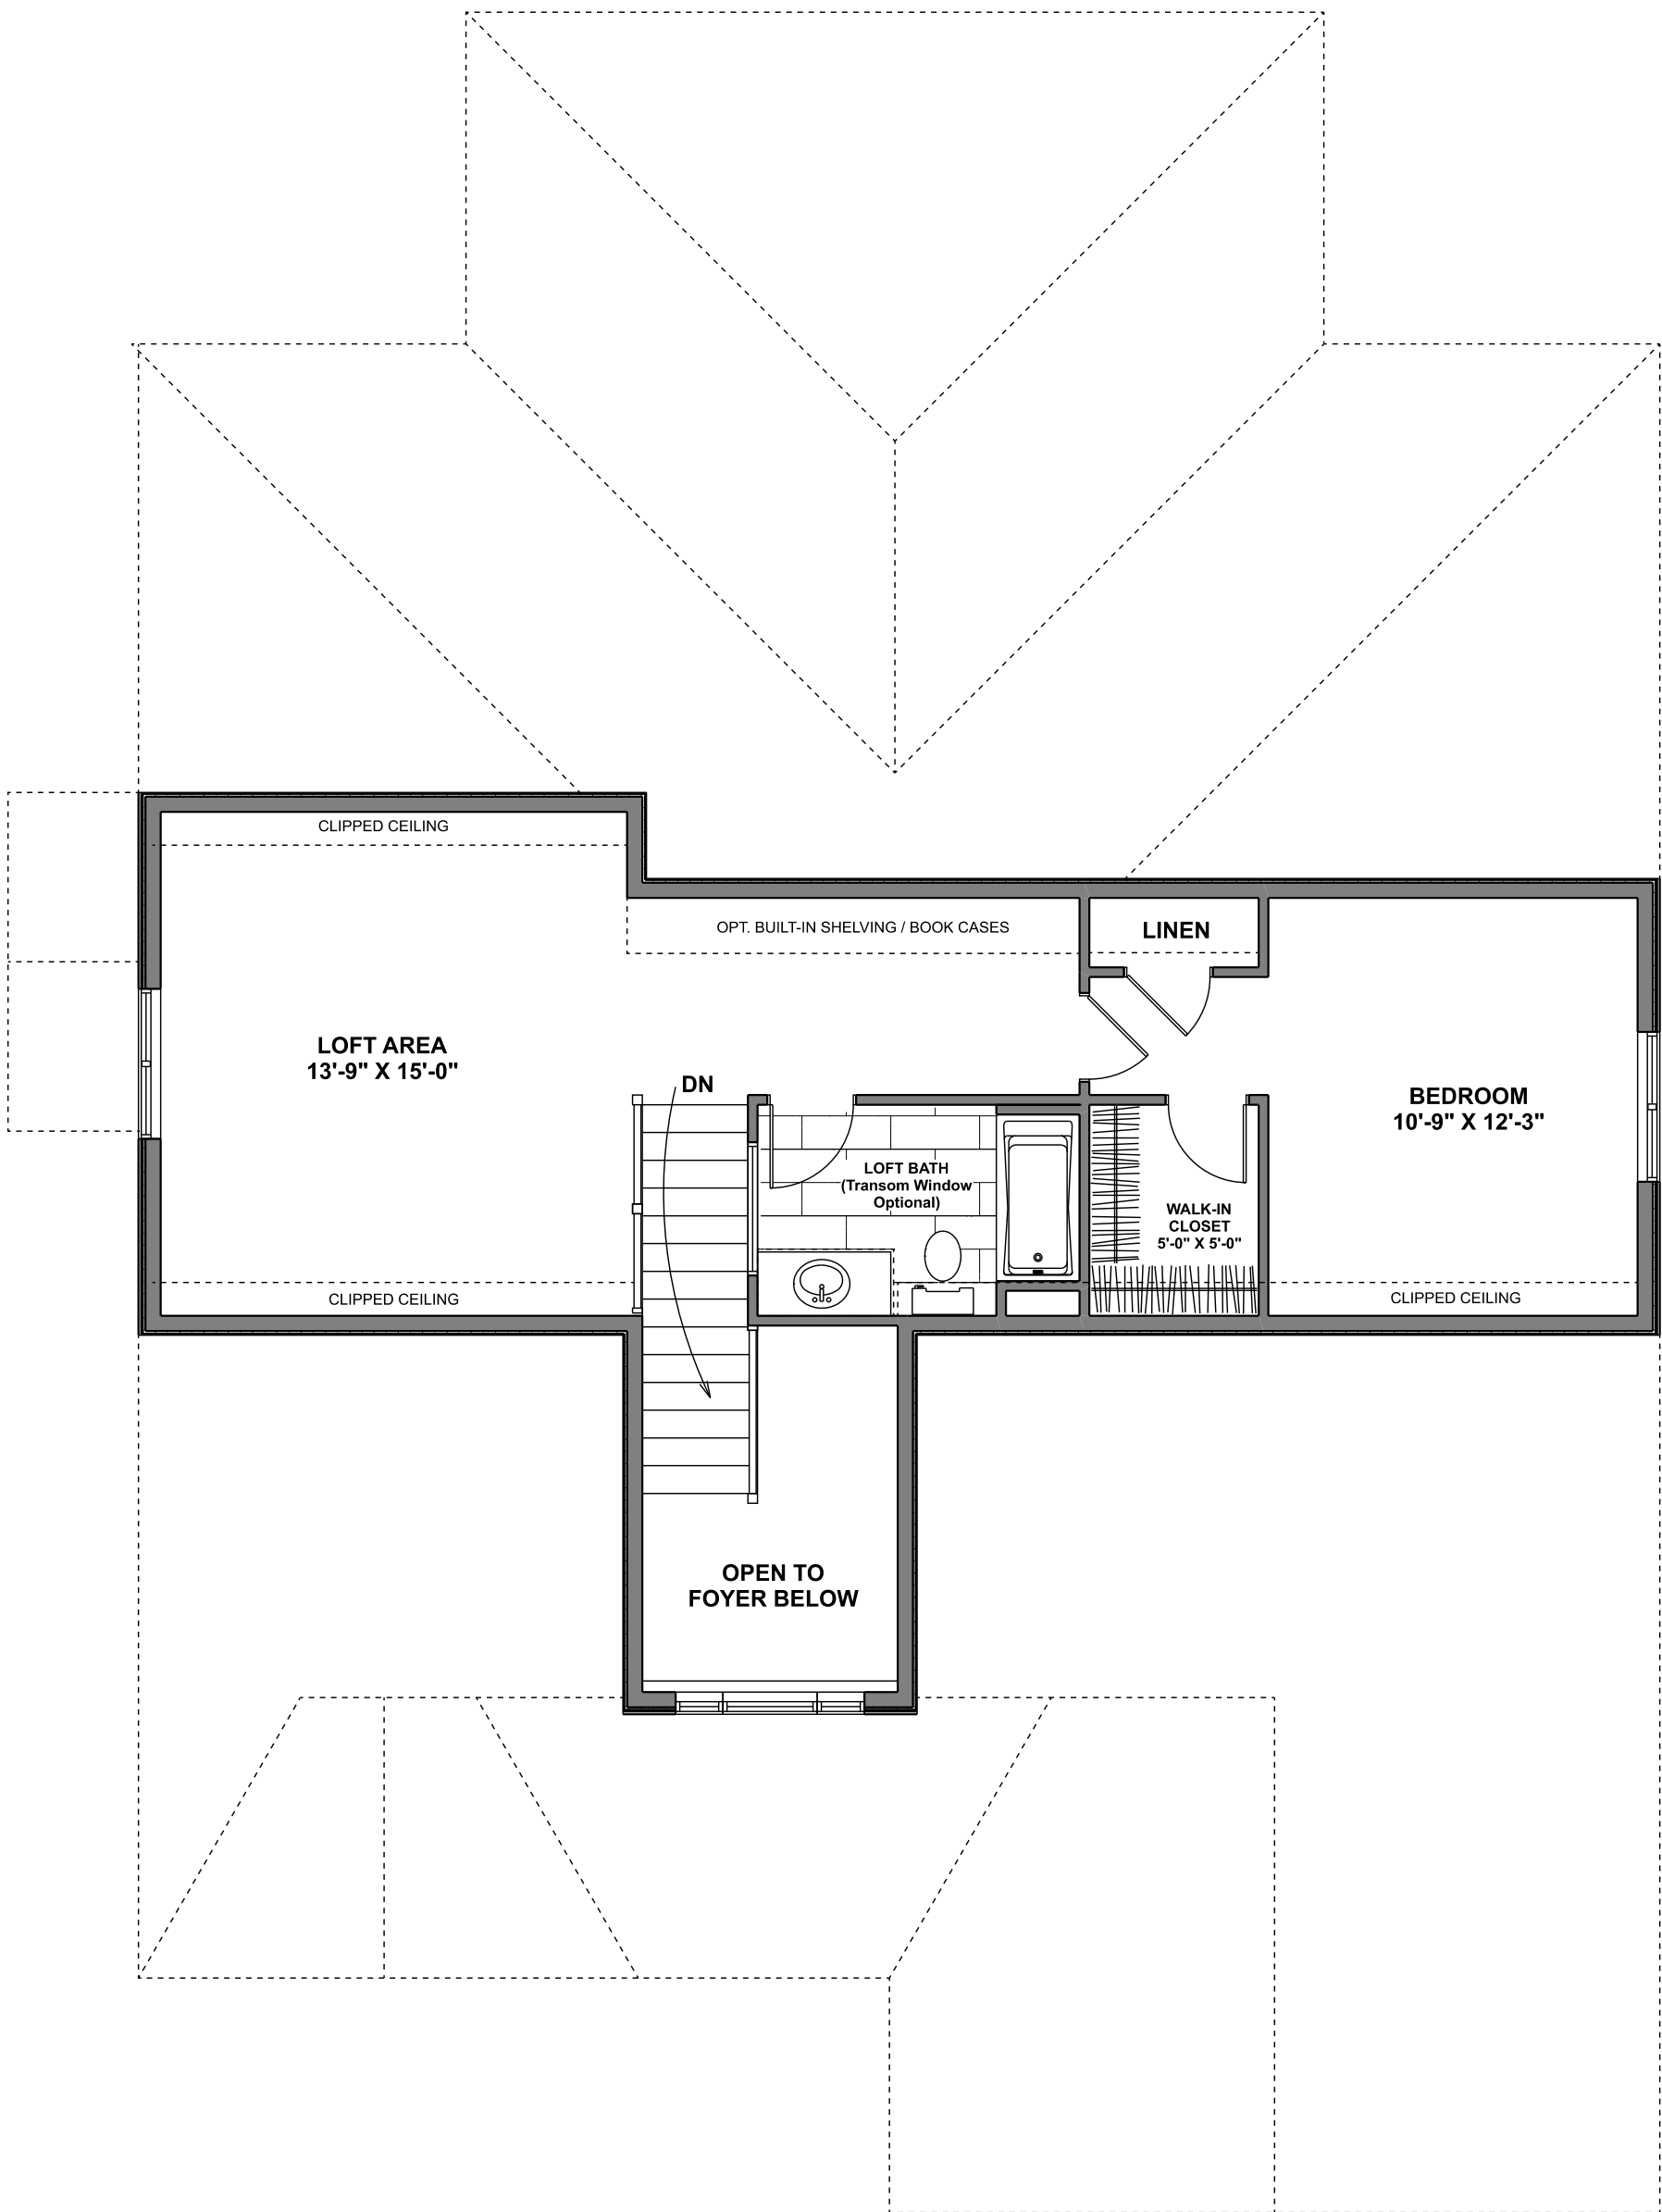 CLIPPED CEILING
OPT. BUILT-IN SHELVING / BOOK CASES
LINEN
LOFT AREA
13'-9" X 15'-0"
DN
BEDROOM
10'-9" X 12'-3"
LOFT BATH
(Transom Window
Optional)
WALK-IN
CLOSET
5'-0" X 5'-0"
CLIPPED CEILING
CLIPPED CEILING
OPEN TO
FOYER BELOW